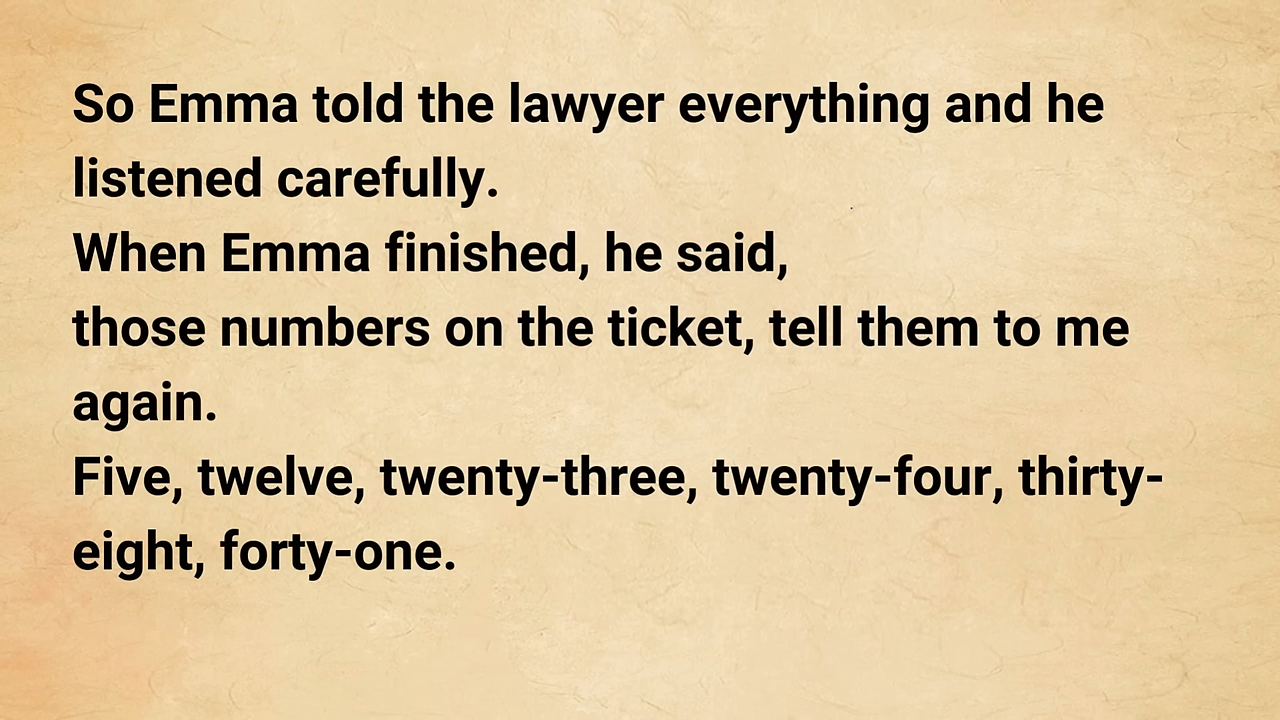 So Emma told the lawyer everything and he
listened carefully.
When Emma finished, he said,
those numbers on the ticket, tell them to me
again.
Five, twelve, twenty-three, twenty-four, thirty-
eight, forty-one.